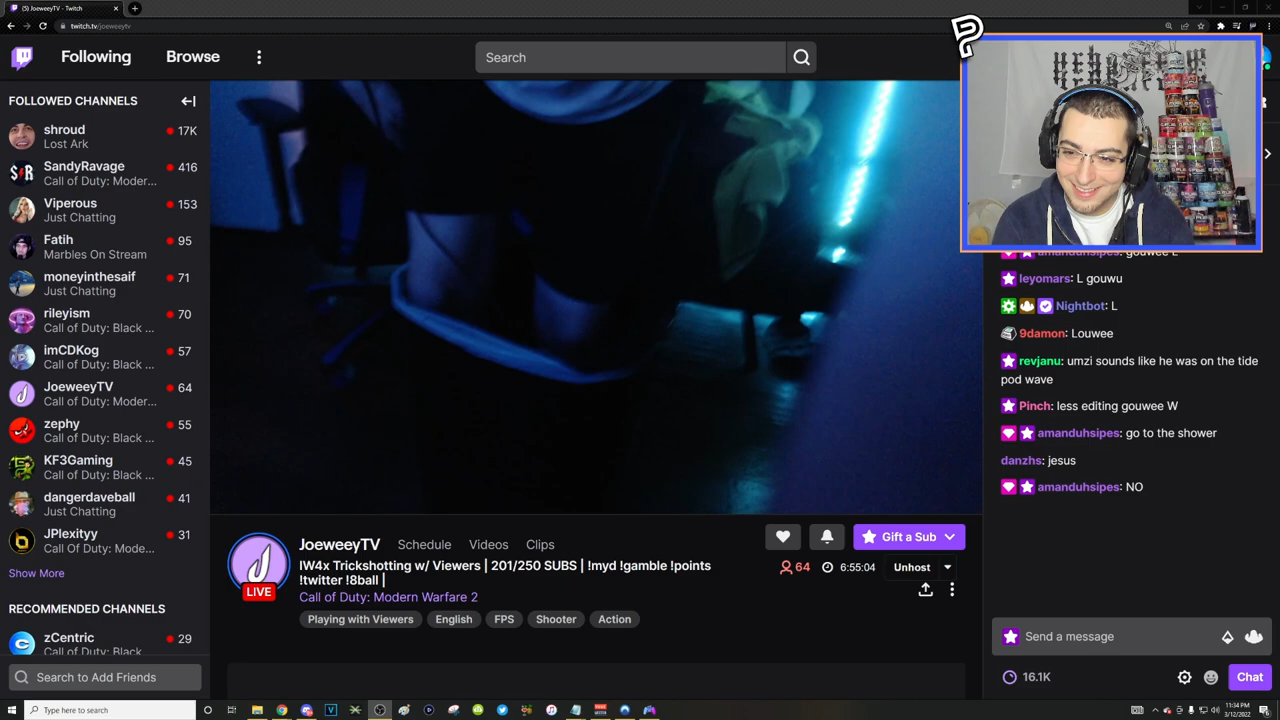 (5) JoeweeyTV - Twitch
twitch.tv/joeweeytv
Following
Browse
Search
FOLLOWED CHANNELS
shroud
17K
Lost Ark
SandyRavage
416
Call of Duty: Moder...
Viperous
153
Just Chatting
Fatih
95
Marbles On Stream
moneyinthesaif
71
Just Chatting
rileyism
70
Call of Duty: Black ...
imCDKog
57
Call of Duty: Black ...
JoeweeyTV
64
Call of Duty: Moder...
zephy
55
Call of Duty: Black ...
KF3Gaming
45
Call of Duty: Black ...
dangerdaveball
41
Just Chatting
JPlexityy
31
Call Of Duty: Mode...
Show More
RECOMMENDED CHANNELS
zCentric
29
Call of Duty: Black
Search to Add Friends
JoeweeyTV
Schedule
Videos
Clips
Gift a Sub
LIVE
IW4x Trickshotting w/ Viewers | 201/250 SUBS | !myd !gamble !points
!twitter !8ball |
64
6:55:04
Unhost
Call of Duty: Modern Warfare 2
Playing with Viewers
English
FPS
Shooter
Action
amanduhsipes: gouwee L
leyomars: L gouwu
Nightbot: L
9damon: Louwee
revjanu: umzi sounds like he was on the tide
pod wave
Pinch: less editing gouwee W
amanduhsipes: go to the shower
danzhs: jesus
amanduhsipes: NO
Send a message
16.1K
Chat
Type here to search
11:34 PM
3/12/2022